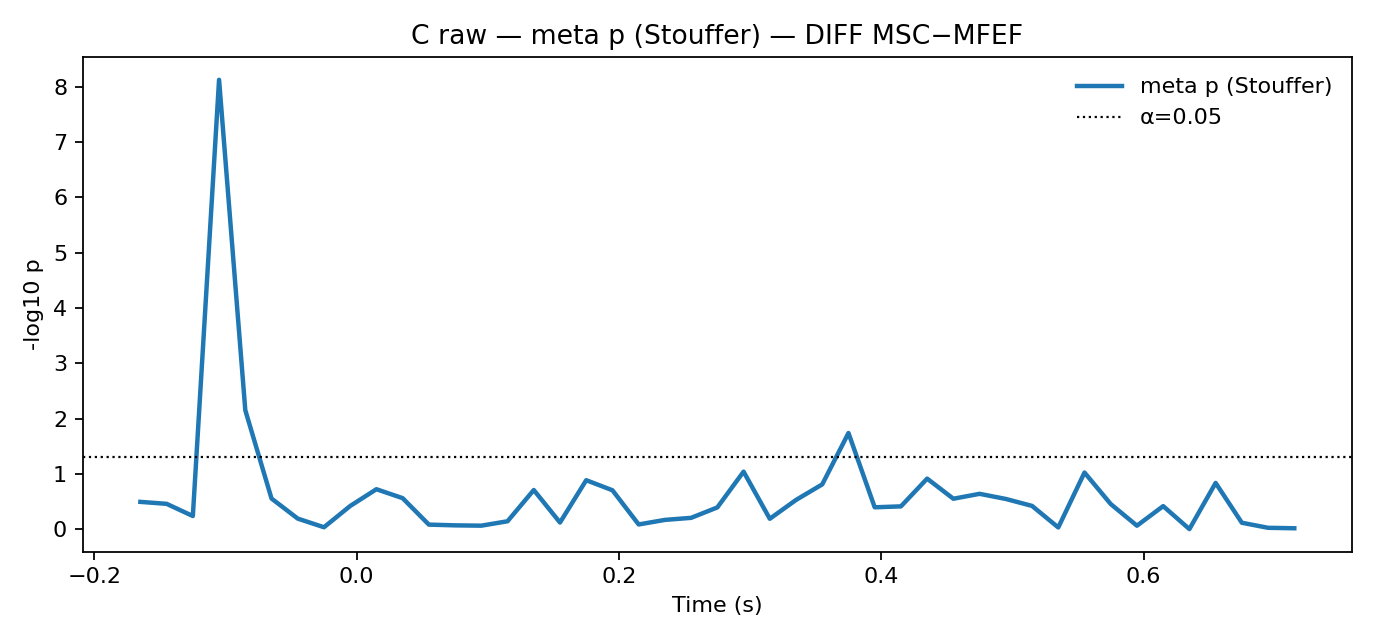 C raw — meta p (Stouffer) — DIFF MSC−MFEF
meta p (Stouffer)
α=0.05
-log10 p
8
7
6
5
4
3
2
1
0
−0.2
0.0
0.2
0.4
0.6
Time (s)